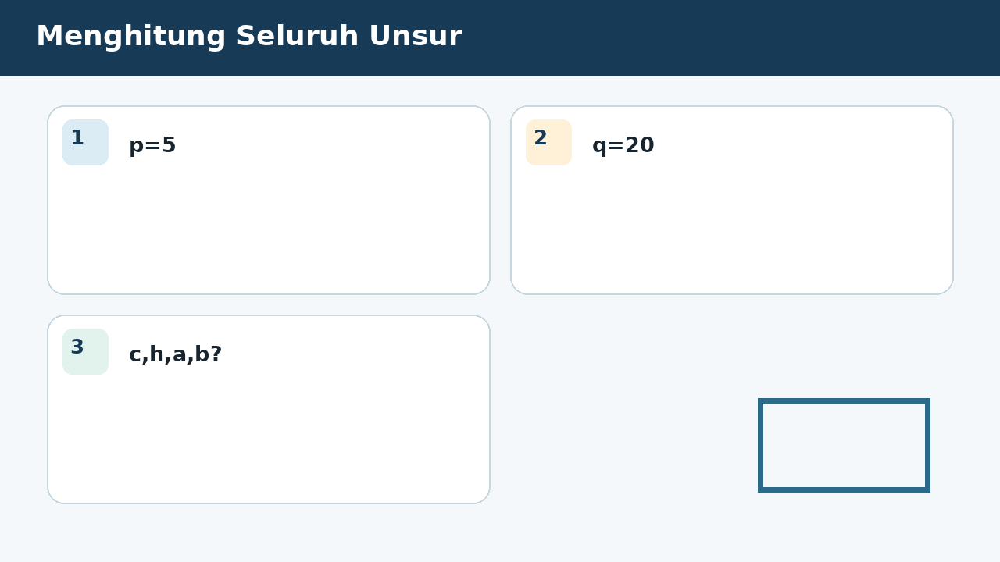 Menghitung Seluruh Unsur
1
p=5
2
q=20
3
c,h,a,b?